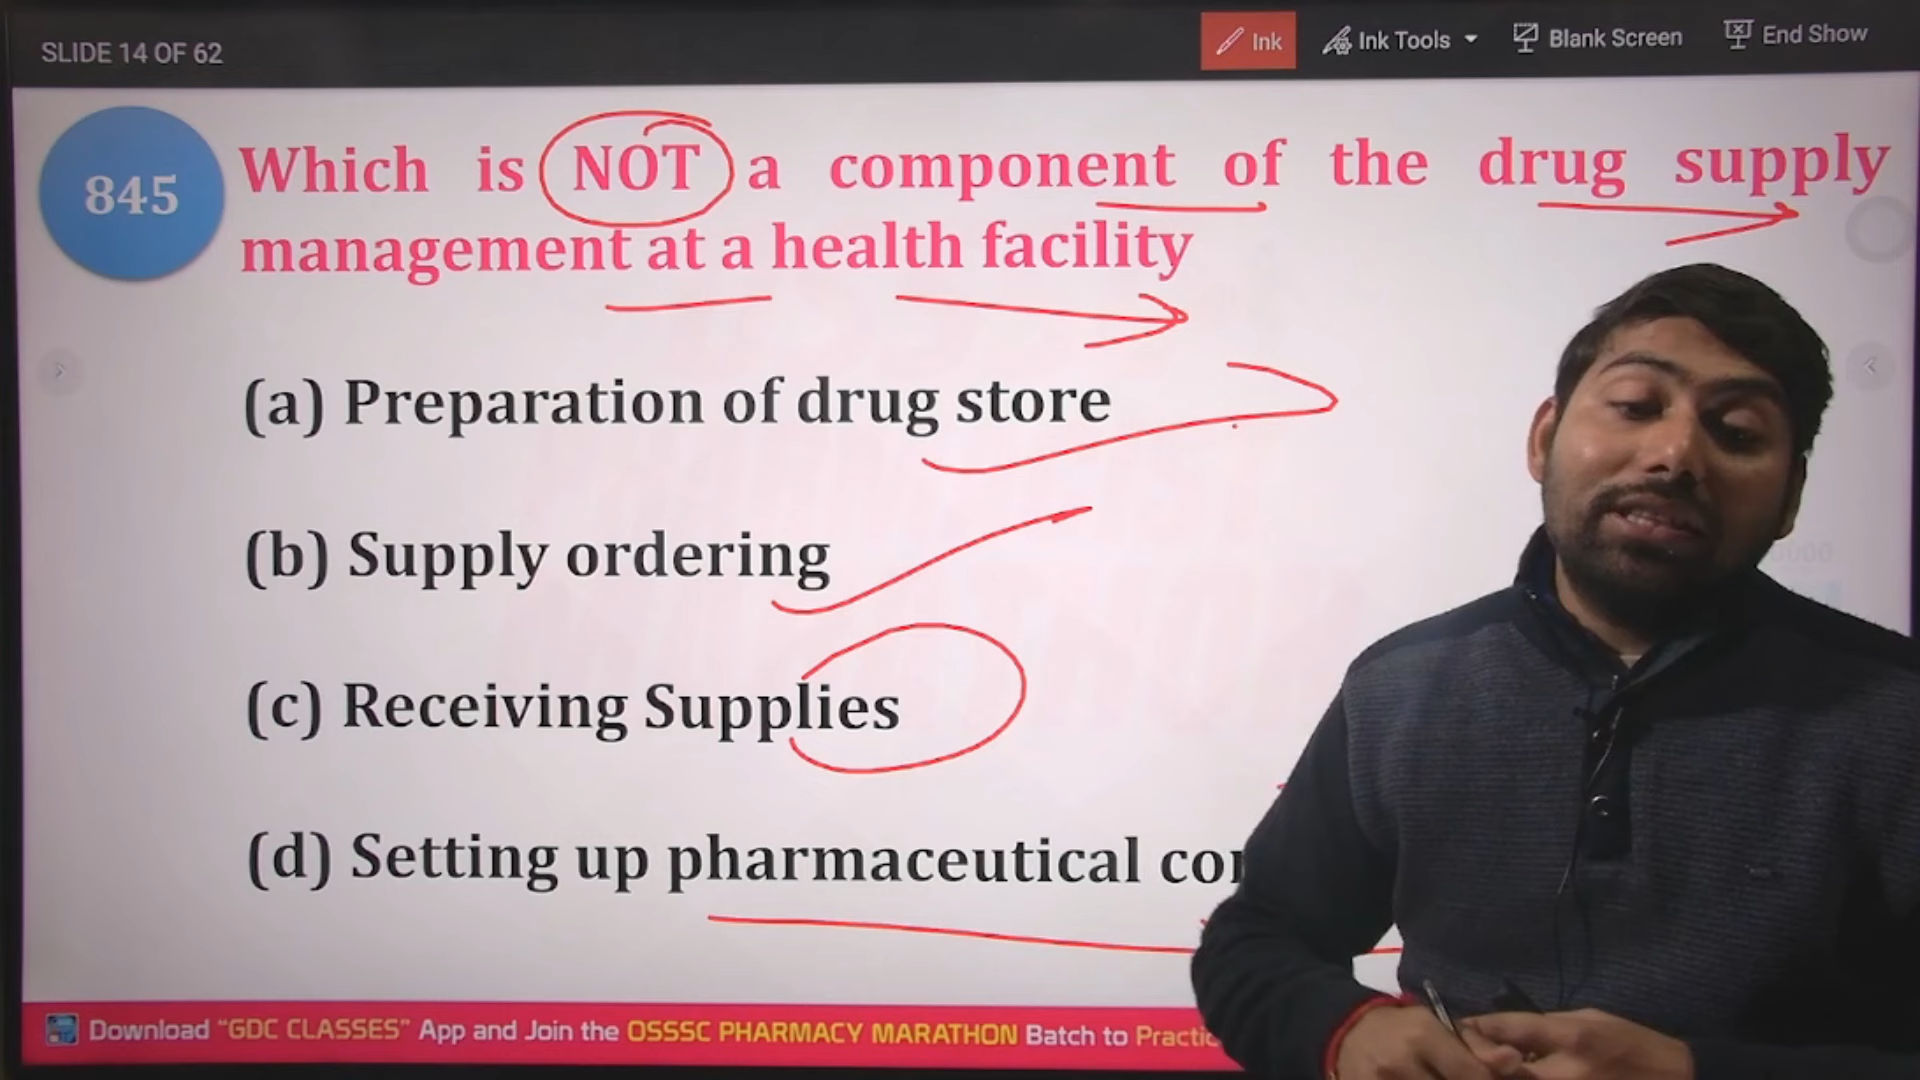 SLIDE 14 OF 62
Ink
Ink Tools
Blank Screen
End Show
845
Which is NOT a component of the drug supply
management at a health facility
(a) Preparation of drug store
(b) Supply ordering
(c) Receiving Supplies
(d) Setting up pharmaceutical
Download "GDC CLASSES" App and Join the OSSSC PHARMACY MARATHON Batch to